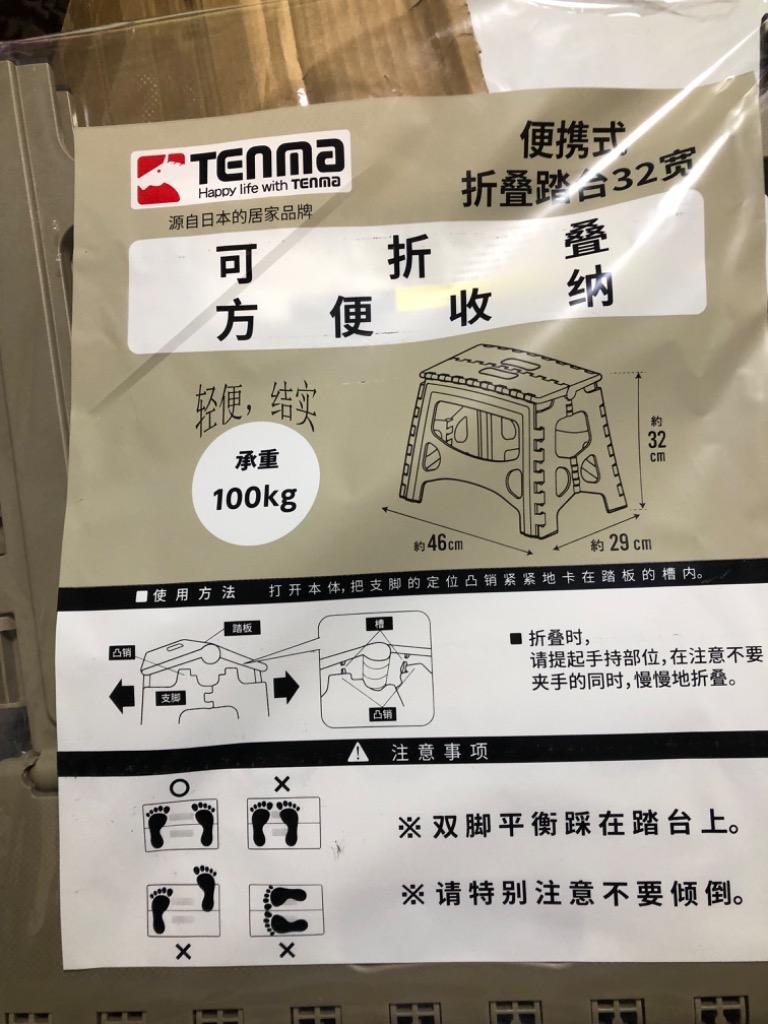 TENMA
Happy life with TENMA
源自日本的居家品牌
便携式
折叠踏台32宽
可折叠
方便收纳
轻便，结实
承重
100kg
約
32
cm
約46cm
約29cm
■使用方法 打开本体，把支脚的定位凸销紧紧地卡在踏板的槽内。
踏板
凸销
支脚
槽
凸销
■折叠时，
请提起手持部位，在注意不要
夹手的同时，慢慢地折叠。
注意事项
※双脚平衡踩在踏台上。
※请特别注意不要倾倒。